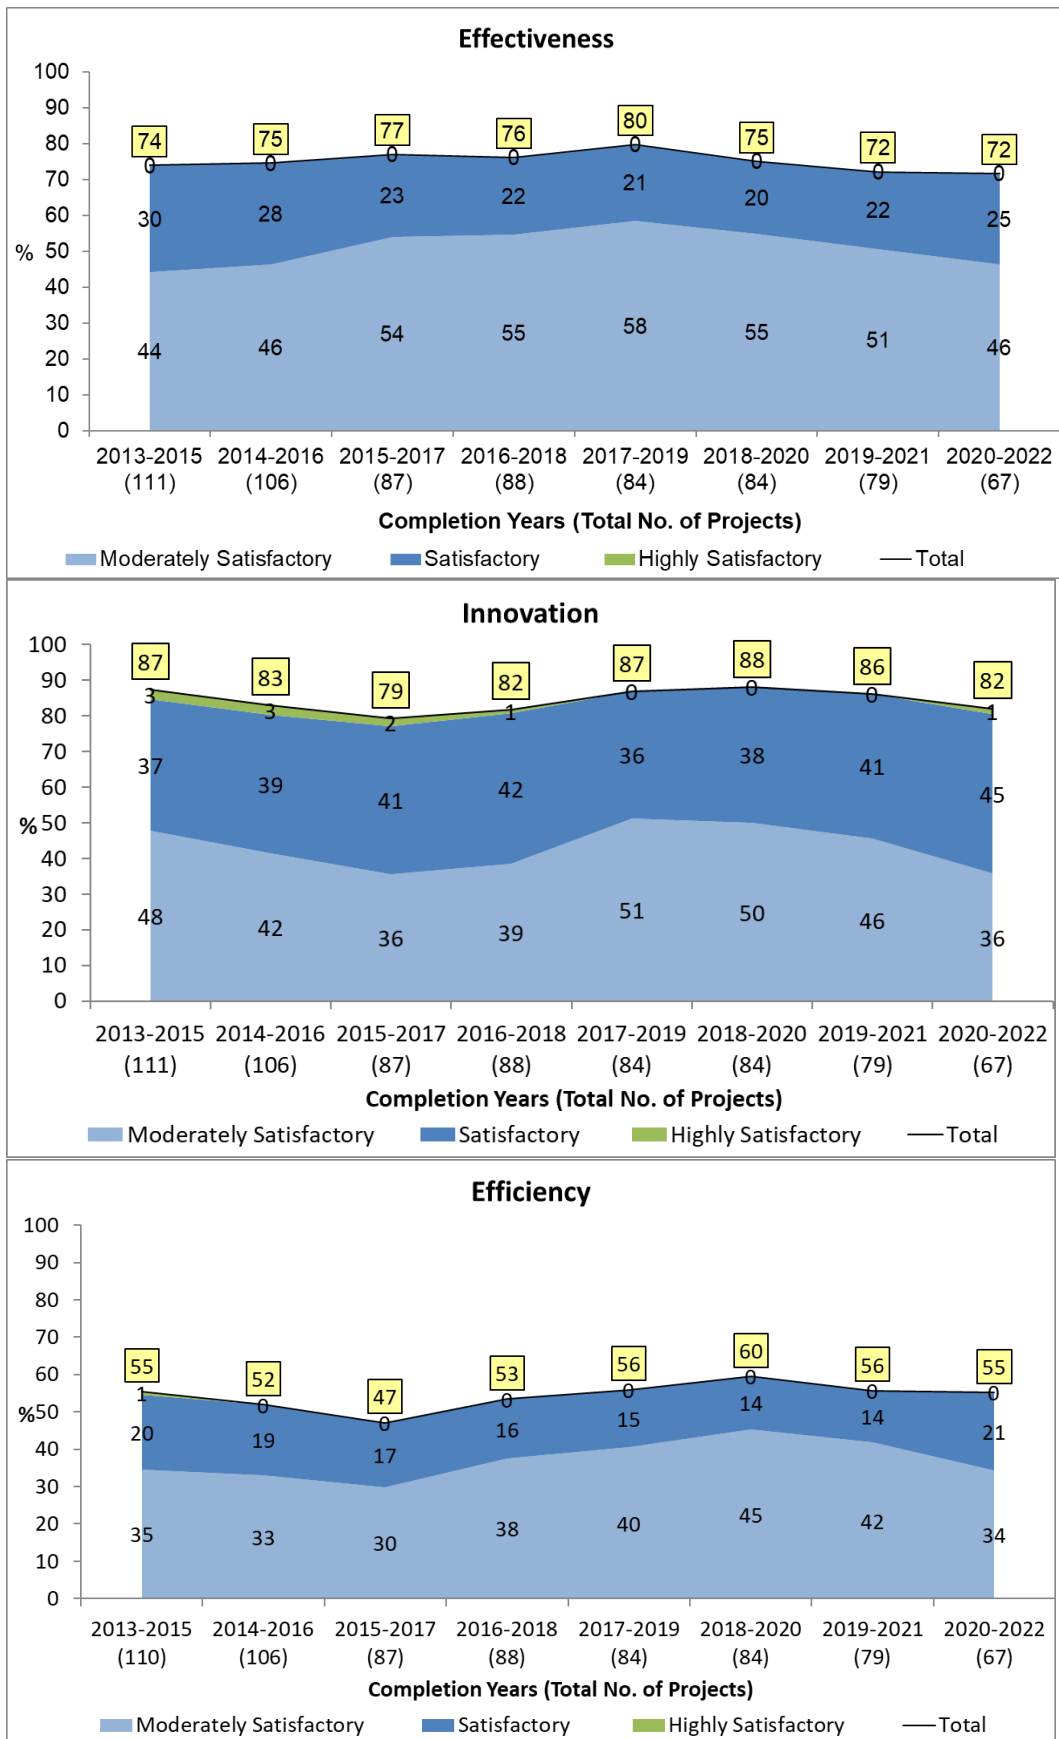 Effectiveness
100
90
80
70
60
50
40
30
20
10
0
%
74 75 77 76 80 75 72 72
0 0 0 0 0 0 0 0
30 28 23 22 21 20 22 25
44 46 54 55 58 55 51 46
2013-2015 2014-2016 2015-2017 2016-2018 2017-2019 2018-2020 2019-2021 2020-2022
(111) (106) (87) (88) (84) (84) (79) (67)
Completion Years (Total No. of Projects)
Moderately Satisfactory Satisfactory Highly Satisfactory Total
Innovation
100
90
80
70
60
50
40
30
20
10
0
%
87 83 79 82 87 88 86 82
3 3 2 1 0 0 0 1
37 39 41 42 36 38 41 45
48 42 36 39 51 50 46 36
2013-2015 2014-2016 2015-2017 2016-2018 2017-2019 2018-2020 2019-2021 2020-2022
(111) (106) (87) (88) (84) (84) (79) (67)
Completion Years (Total No. of Projects)
Moderately Satisfactory Satisfactory Highly Satisfactory Total
Efficiency
100
90
80
70
60
50
40
30
20
10
0
%
55 52 47 53 56 60 56 55
1 0 0 0 0 0 0 0
20 19 17 16 15 14 14 21
35 33 30 38 40 45 42 34
2013-2015 2014-2016 2015-2017 2016-2018 2017-2019 2018-2020 2019-2021 2020-2022
(110) (106) (87) (88) (84) (84) (79) (67)
Completion Years (Total No. of Projects)
Moderately Satisfactory Satisfactory Highly Satisfactory Total